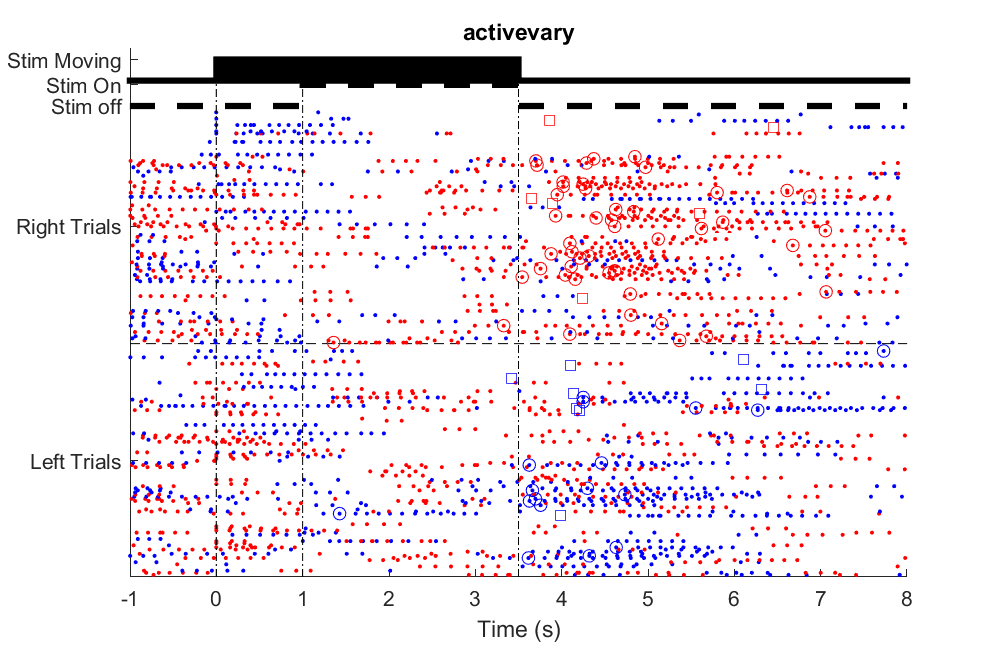 activevary
Stim Moving
Stim On
Stim off
Right Trials
Left Trials
-1 0 1 2 3 4 5 6 7 8
Time (s)